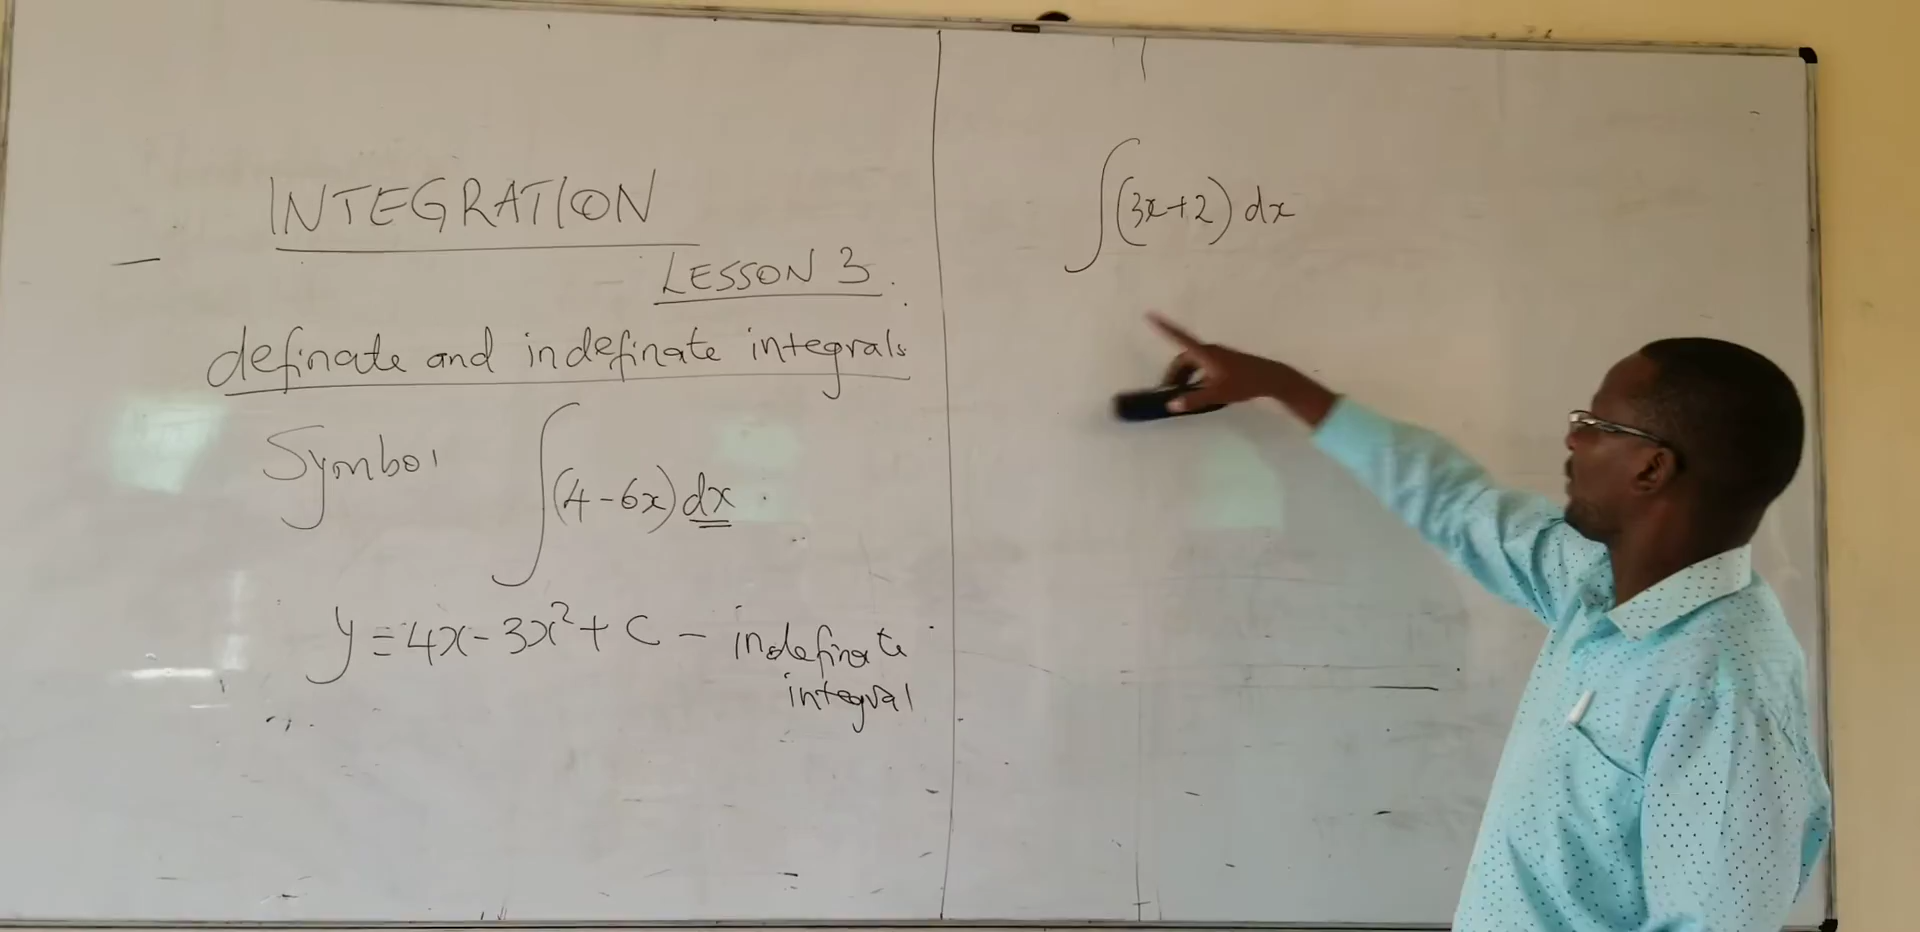 INTEGRATION
LESSON 3
definate and indefinate integrals
Symbol ∫(4-6x)dx
y=4x-3x²+C - indefinate
integral
∫(3x+2)dx